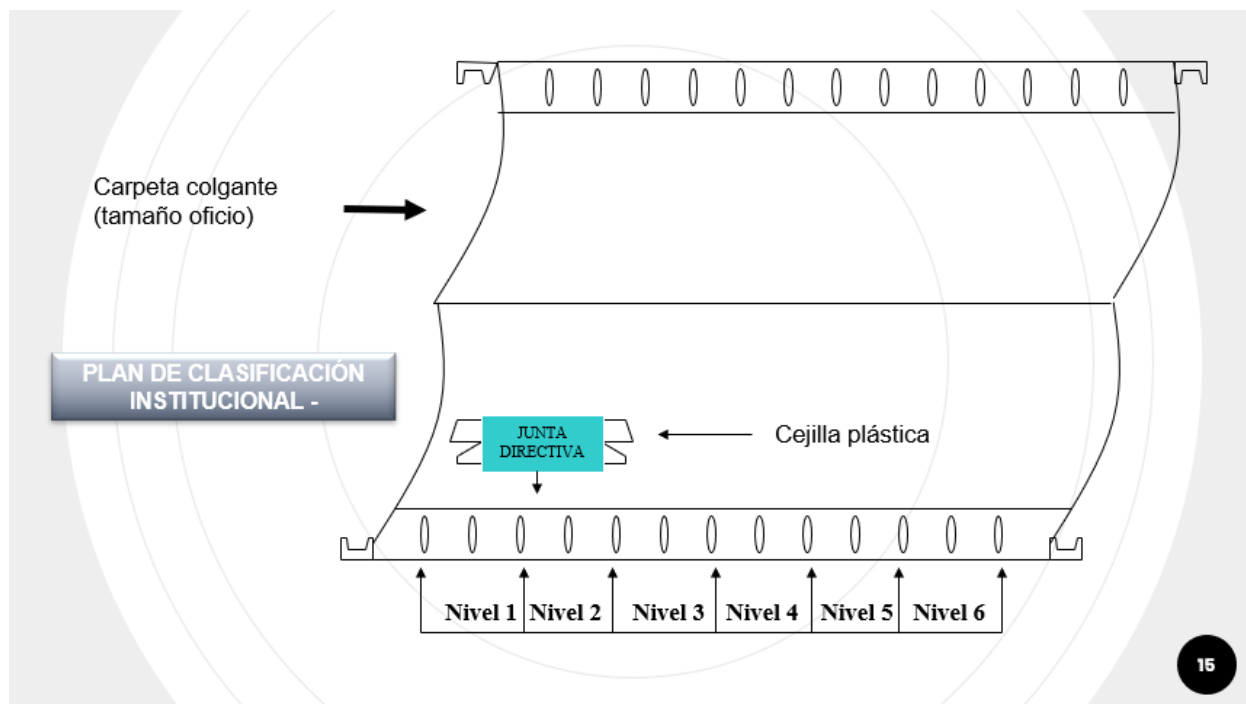 Carpeta colgante
(tamaño oficio)
PLAN DE CLASIFICACIÓN
INSTITUCIONAL -
JUNTA
DIRECTIVA
Cejilla plástica
Nivel 1 Nivel 2 Nivel 3 Nivel 4 Nivel 5 Nivel 6
15